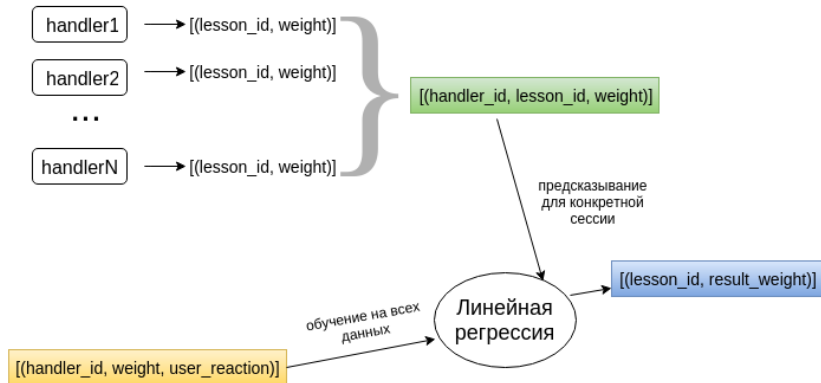 handler1
[(lesson_id, weight)]
handler2
[(lesson_id, weight)]
...
[(handler_id, lesson_id, weight)]
handlerN
[(lesson_id, weight)]
предсказывание
для конкретной
сессии
[(lesson_id, result_weight)]
Линейная
регрессия
обучение на всех
данных
[(handler_id, weight, user_reaction)]